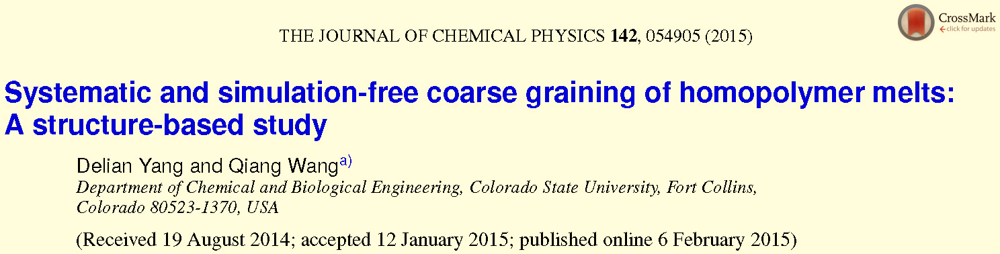 CrossMark
click for updates
THE JOURNAL OF CHEMICAL PHYSICS 142, 054905 (2015)
Systematic and simulation-free coarse graining of homopolymer melts:
A structure-based study
Delian Yang and Qiang Wang a)
Department of Chemical and Biological Engineering, Colorado State University, Fort Collins,
Colorado 80523-1370, USA
(Received 19 August 2014; accepted 12 January 2015; published online 6 February 2015)